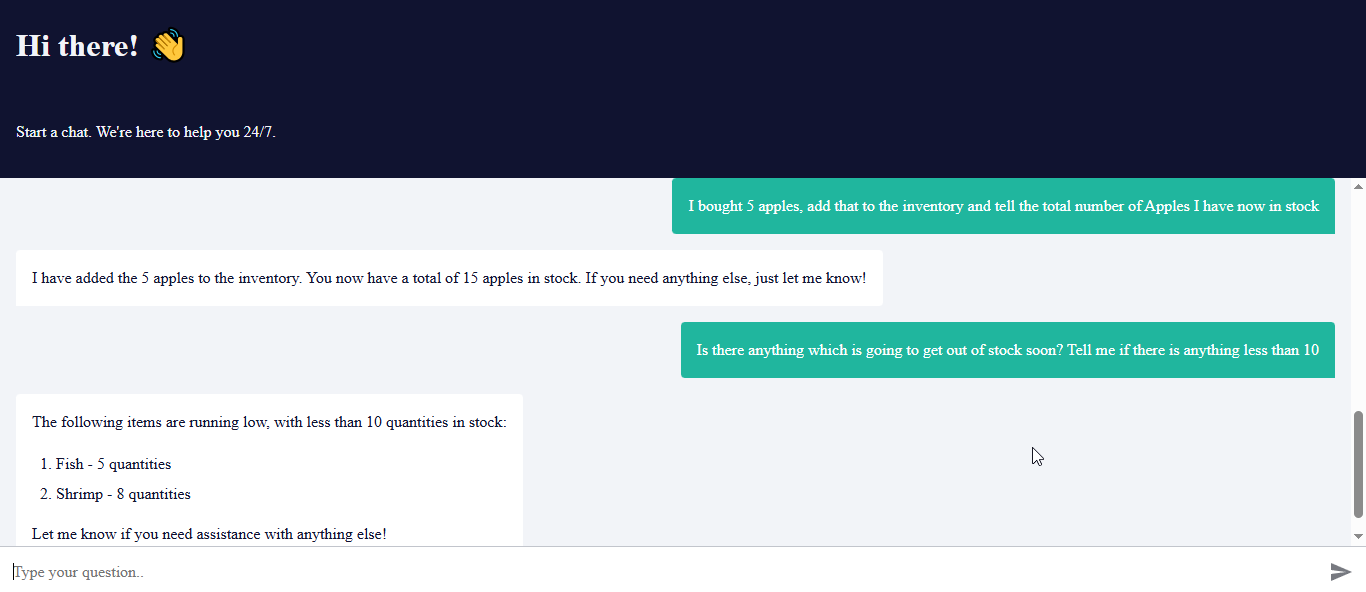 Hi there! 👋
Start a chat. We're here to help you 24/7.
I bought 5 apples, add that to the inventory and tell the total number of Apples I have now in stock
I have added the 5 apples to the inventory. You now have a total of 15 apples in stock. If you need anything else, just let me know!
Is there anything which is going to get out of stock soon? Tell me if there is anything less than 10
The following items are running low, with less than 10 quantities in stock:
1. Fish - 5 quantities
2. Shrimp - 8 quantities
Let me know if you need assistance with anything else!
Type your question..